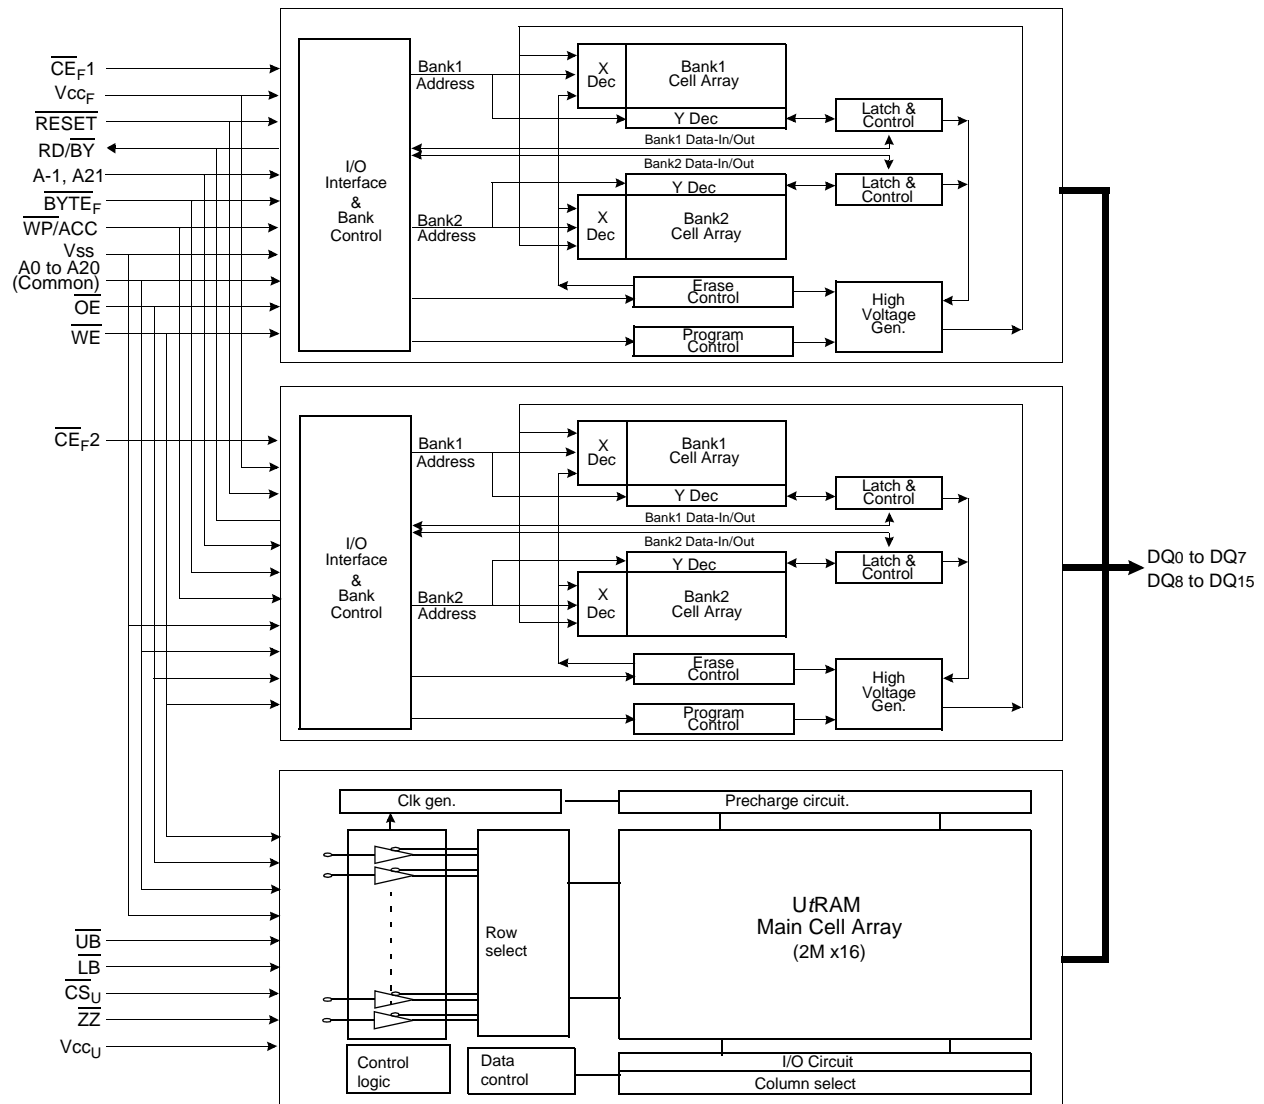 CEF1
VccF
RESET
RD/BY
A-1, A21
BYTEF
WP/ACC
Vss
A0 to A20
(Common)
OE
WE
I/O
Interface
&
Bank
Control
Bank1
Address
Bank2
Address
X
Dec
Bank1
Cell Array
Y Dec
Latch &
Control
Bank1 Data-In/Out
Bank2 Data-In/Out
Y Dec
Latch &
Control
X
Dec
Bank2
Cell Array
Erase
Control
High
Voltage
Gen.
Program
Control
CEF2
I/O
Interface
&
Bank
Control
Bank1
Address
Bank2
Address
X
Dec
Bank1
Cell Array
Y Dec
Latch &
Control
Bank1 Data-In/Out
Bank2 Data-In/Out
Y Dec
Latch &
Control
X
Dec
Bank2
Cell Array
Erase
Control
High
Voltage
Gen.
Program
Control
DQ0 to DQ7
DQ8 to DQ15
UB
LB
CSU
ZZ
VccU
Clk gen.
Precharge circuit.
Row
select
UtRAM
Main Cell Array
(2M x16)
Control
logic
Data
control
I/O Circuit
Column select